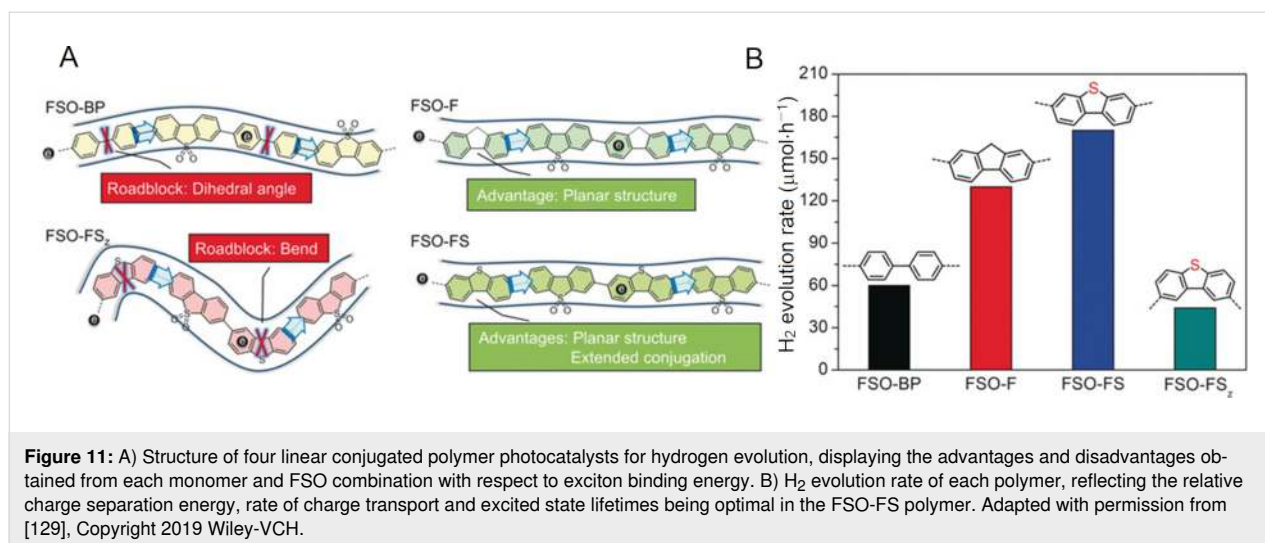 A
FSO-BP
Roadblock: Dihedral angle
FSO-F
Advantage: Planar structure
FSO-FSz
Roadblock: Bend
FSO-FS
Advantages: Planar structure
Extended conjugation
B
H2 evolution rate (μmol·h−1)
210
180
150
120
90
60
30
0
S
S
FSO-BP
FSO-F
FSO-FS
FSO-FSz
Figure 11: A) Structure of four linear conjugated polymer photocatalysts for hydrogen evolution, displaying the advantages and disadvantages ob-
tained from each monomer and FSO combination with respect to exciton binding energy. B) H2 evolution rate of each polymer, reflecting the relative
charge separation energy, rate of charge transport and excited state lifetimes being optimal in the FSO-FS polymer. Adapted with permission from
[129], Copyright 2019 Wiley-VCH.